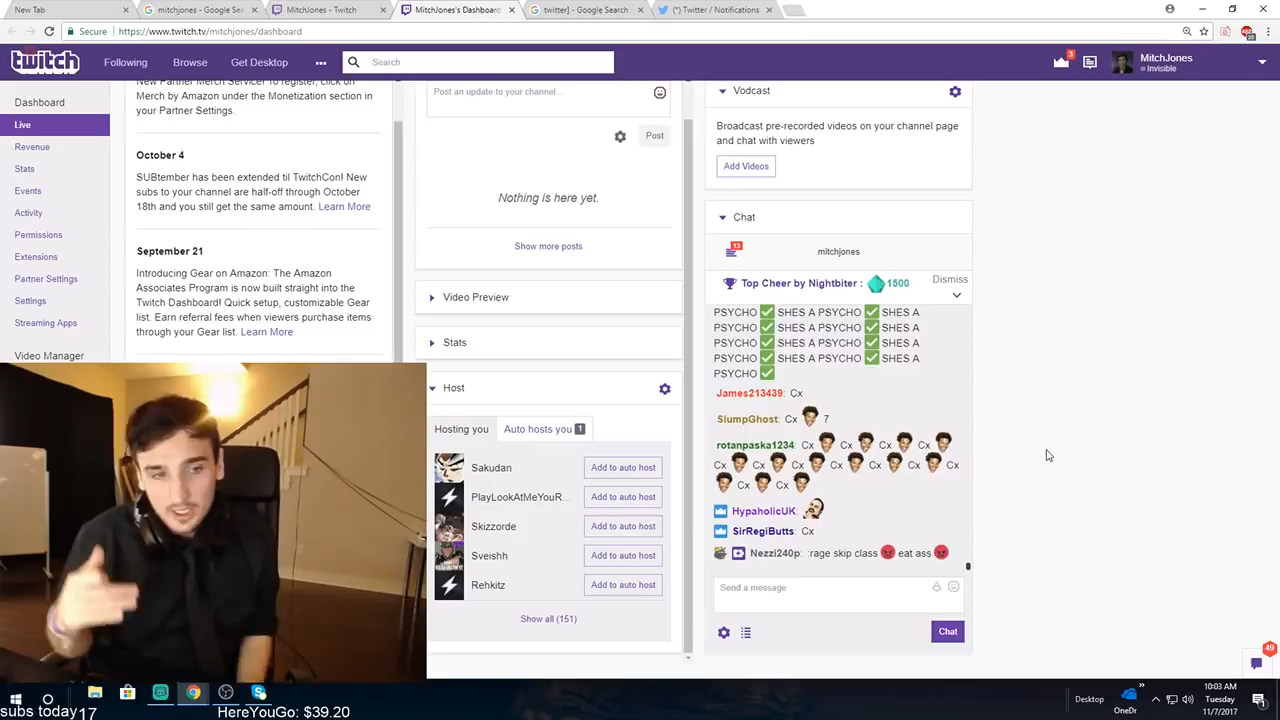 New Tab
mitchjones - Google Sea
MitchJones - Twitch
MitchJones's Dashboard
twitter] - Google Search
(*) Twitter / Notifications
Secure https://www.twitch.tv/mitchjones/dashboard
twitch
Following
Browse
Get Desktop
Search
3
MitchJones
Invisible
Dashboard
Live
Revenue
Stats
Events
Activity
Permissions
Extensions
Partner Settings
Settings
Streaming Apps
Video Manager
New Partner Merch Service! To register, click on
Merch by Amazon under the Monetization section in
your Partner Settings.
October 4
SUBtember has been extended til TwitchCon! New
subs to your channel are half-off through October
18th and you still get the same amount. Learn More
September 21
Introducing Gear on Amazon: The Amazon
Associates Program is now built straight into the
Twitch Dashboard! Quick setup, customizable Gear
list. Earn referral fees when viewers purchase items
through your Gear list. Learn More
Post an update to your channel...
Post
Nothing is here yet.
Show more posts
Video Preview
Stats
Host
Hosting you
Auto hosts you 1
Sakudan Add to auto host
PlayLookAtMeYouR... Add to auto host
Skizzorde Add to auto host
Sveishh Add to auto host
Rehkitz Add to auto host
Show all (151)
Vodcast
Broadcast pre-recorded videos on your channel page
and chat with viewers
Add Videos
Chat
13
mitchjones
Top Cheer by Nightbiter : 1500
Dismiss
PSYCHO ✅ SHES A PSYCHO ✅ SHES A
PSYCHO ✅ SHES A PSYCHO ✅ SHES A
PSYCHO ✅ SHES A PSYCHO ✅ SHES A
PSYCHO ✅ SHES A PSYCHO ✅ SHES A
PSYCHO ✅
James213439: Cx
SlumpGhost: Cx 7
rotanpaska1234: Cx Cx Cx Cx
Cx Cx Cx Cx Cx Cx Cx
Cx Cx
HypaholicUK:
SirRegiButts: Cx
Nezzi240p: :rage skip class 😡 eat ass 😡
Send a message
Chat
49
10:03 AM
Tuesday
11/7/2017
Desktop
OneDr
1
subs today17
HereYouGo: $39.20